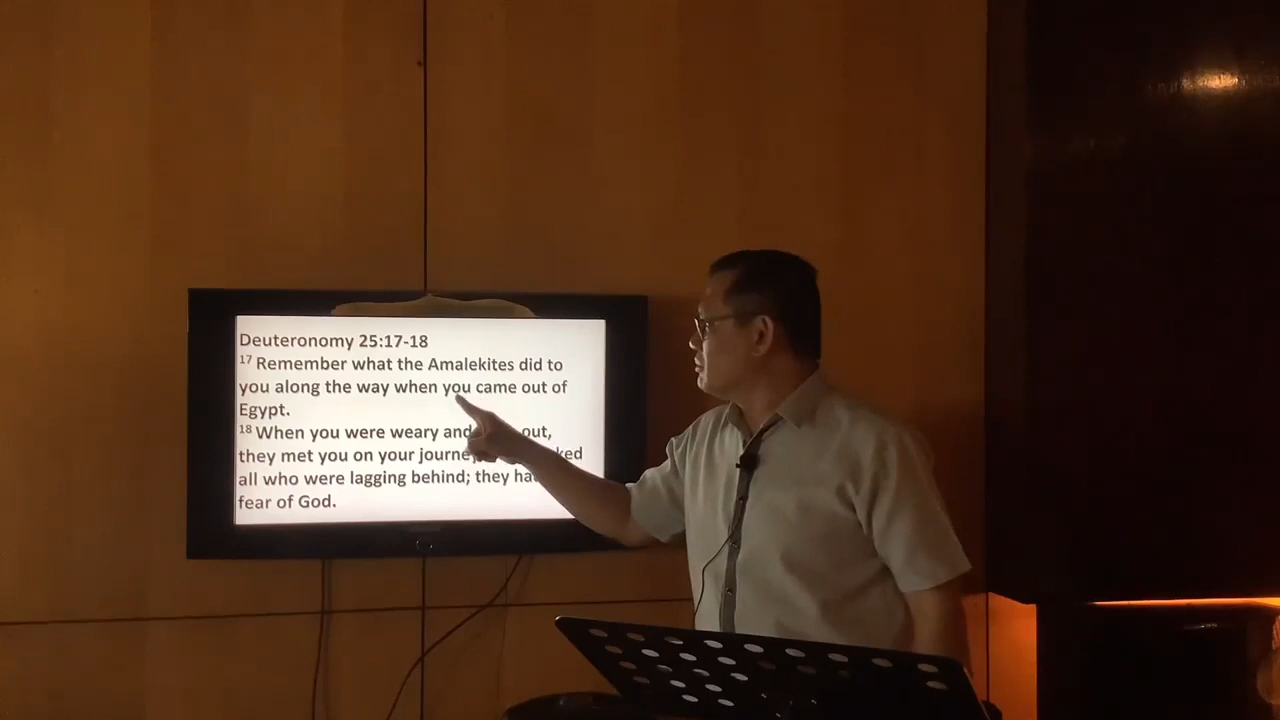 Deuteronomy 25:17-18
17 Remember what the Amalekites did to
you along the way when you came out of
Egypt.
18 When you were weary and out,
they met you on your journey
all who were lagging behind; they
fear of God.